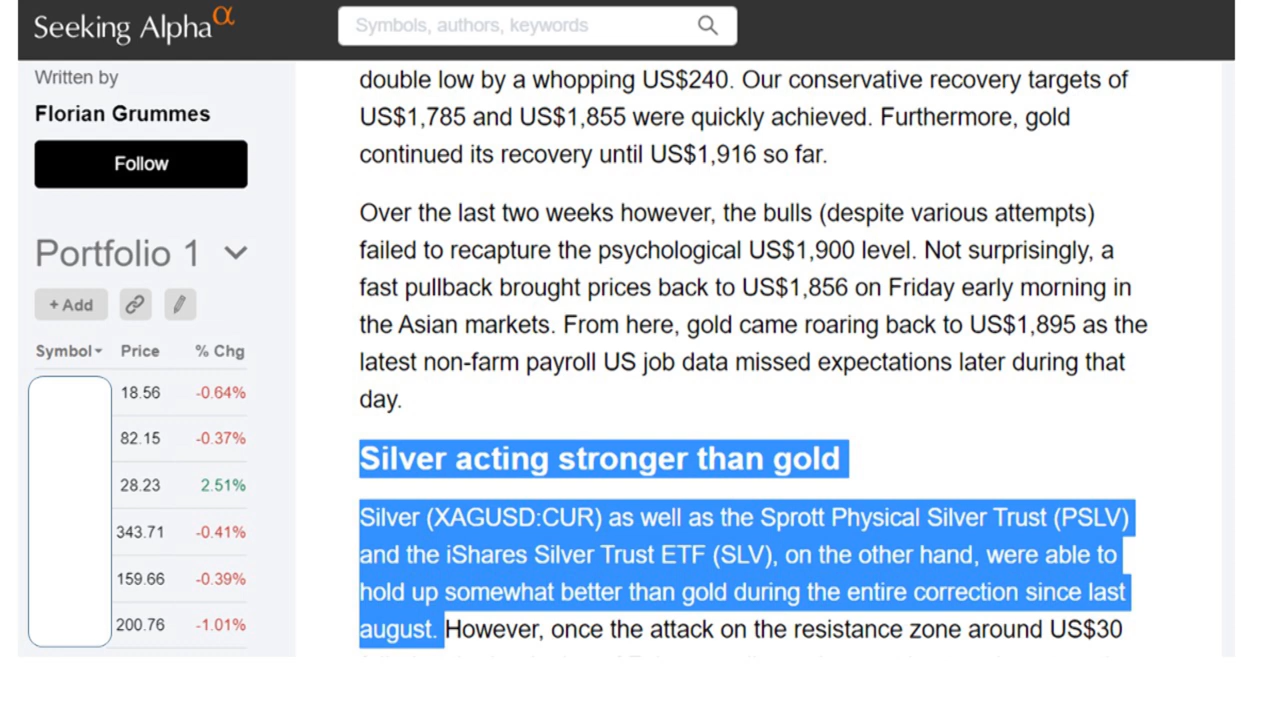 Seeking Alphaα
Symbols, authors, keywords
Written by
Florian Grummes
Follow
Portfolio 1
+ Add
Symbol Price % Chg
18.56 -0.64%
82.15 -0.37%
28.23 2.51%
343.71 -0.41%
159.66 -0.39%
200.76 -1.01%
double low by a whopping US$240. Our conservative recovery targets of
US$1,785 and US$1,855 were quickly achieved. Furthermore, gold
continued its recovery until US$1,916 so far.
Over the last two weeks however, the bulls (despite various attempts)
failed to recapture the psychological US$1,900 level. Not surprisingly, a
fast pullback brought prices back to US$1,856 on Friday early morning in
the Asian markets. From here, gold came roaring back to US$1,895 as the
latest non-farm payroll US job data missed expectations later during that
day.
Silver acting stronger than gold
Silver (XAGUSD:CUR) as well as the Sprott Physical Silver Trust (PSLV)
and the iShares Silver Trust ETF (SLV), on the other hand, were able to
hold up somewhat better than gold during the entire correction since last
august. However, once the attack on the resistance zone around US$30